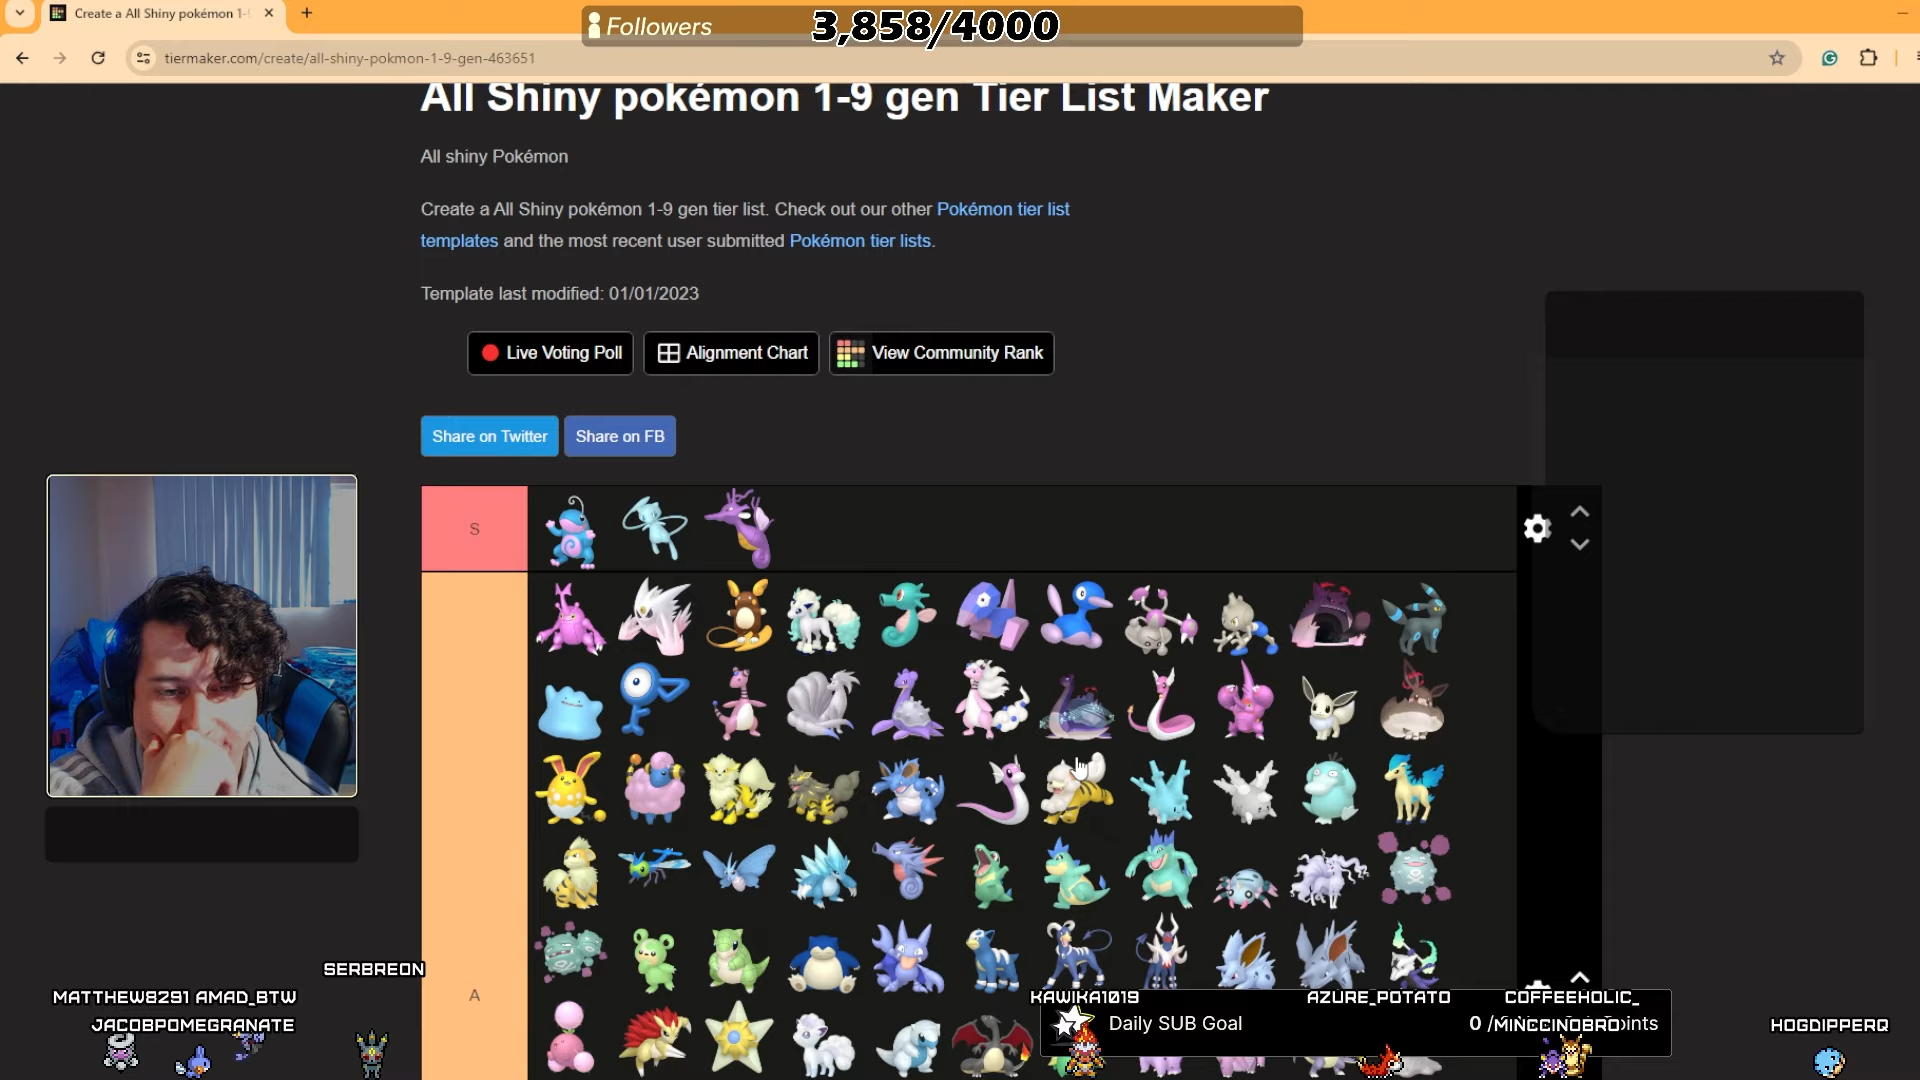 Create a All Shiny pokémon 1-
Followers 3,858/4000
tiermaker.com/create/all-shiny-pokmon-1-9-gen-463651
All Shiny pokémon 1-9 gen Tier List Maker
All shiny Pokémon
Create a All Shiny pokémon 1-9 gen tier list. Check out our other Pokémon tier list
templates and the most recent user submitted Pokémon tier lists.
Template last modified: 01/01/2023
Live Voting Poll
Alignment Chart
View Community Rank
Share on Twitter
Share on FB
S
A
SERBREON
MATTHEW8291 AMAD_BTW
JACOBPOMEGRANATE
KAWIKA1019
AZURE_POTATO
COFFEEHOLIC_
Daily SUB Goal
0 /
MINCCINOBRO
HOGDIPPERQ